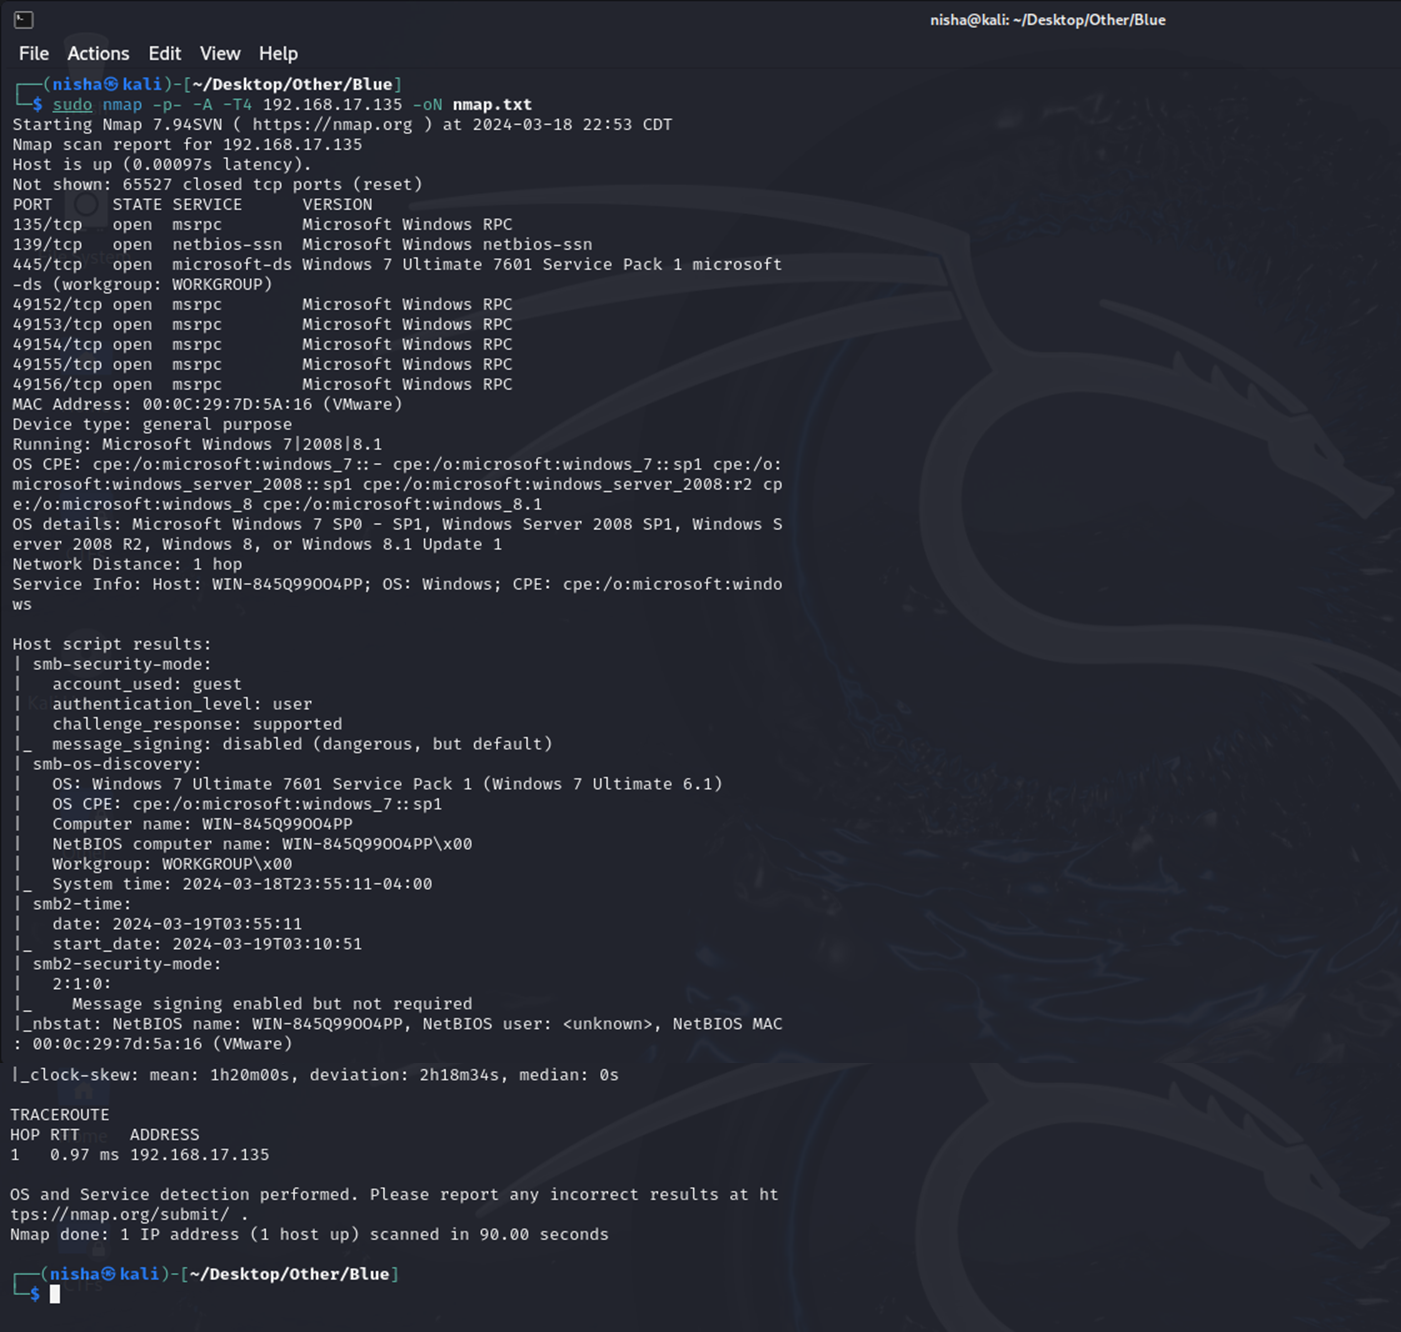 nisha@kali: ~/Desktop/Other/Blue
File Actions Edit View Help
┌──(nisha㉿kali)-[~/Desktop/Other/Blue]
└─$ sudo nmap -p- -A -T4 192.168.17.135 -oN nmap.txt
Starting Nmap 7.94SVN ( https://nmap.org ) at 2024-03-18 22:53 CDT
Nmap scan report for 192.168.17.135
Host is up (0.00097s latency).
Not shown: 65527 closed tcp ports (reset)
PORT      STATE SERVICE      VERSION
135/tcp   open  msrpc        Microsoft Windows RPC
139/tcp   open  netbios-ssn  Microsoft Windows netbios-ssn
445/tcp   open  microsoft-ds Windows 7 Ultimate 7601 Service Pack 1 microsoft
-ds (workgroup: WORKGROUP)
49152/tcp open  msrpc        Microsoft Windows RPC
49153/tcp open  msrpc        Microsoft Windows RPC
49154/tcp open  msrpc        Microsoft Windows RPC
49155/tcp open  msrpc        Microsoft Windows RPC
49156/tcp open  msrpc        Microsoft Windows RPC
MAC Address: 00:0C:29:7D:5A:16 (VMware)
Device type: general purpose
Running: Microsoft Windows 7|2008|8.1
OS CPE: cpe:/o:microsoft:windows_7::- cpe:/o:microsoft:windows_7::sp1 cpe:/o:
microsoft:windows_server_2008::sp1 cpe:/o:microsoft:windows_server_2008:r2 cp
e:/o:microsoft:windows_8 cpe:/o:microsoft:windows_8.1
OS details: Microsoft Windows 7 SP0 - SP1, Windows Server 2008 SP1, Windows S
erver 2008 R2, Windows 8, or Windows 8.1 Update 1
Network Distance: 1 hop
Service Info: Host: WIN-845Q99OO4PP; OS: Windows; CPE: cpe:/o:microsoft:windo
ws
Host script results:
| smb-security-mode:
|   account_used: guest
|   authentication_level: user
|   challenge_response: supported
|_  message_signing: disabled (dangerous, but default)
| smb-os-discovery:
|   OS: Windows 7 Ultimate 7601 Service Pack 1 (Windows 7 Ultimate 6.1)
|   OS CPE: cpe:/o:microsoft:windows_7::sp1
|   Computer name: WIN-845Q99OO4PP
|   NetBIOS computer name: WIN-845Q99OO4PP\x00
|   Workgroup: WORKGROUP\x00
|_  System time: 2024-03-18T23:55:11-04:00
| smb2-time:
|   date: 2024-03-19T03:55:11
|_  start_date: 2024-03-19T03:10:51
| smb2-security-mode:
|   2:1:0:
|_    Message signing enabled but not required
|_nbstat: NetBIOS name: WIN-845Q99OO4PP, NetBIOS user: <unknown>, NetBIOS MAC
: 00:0c:29:7d:5a:16 (VMware)
|_clock-skew: mean: 1h20m00s, deviation: 2h18m34s, median: 0s
TRACEROUTE
HOP RTT     ADDRESS
1   0.97 ms 192.168.17.135
OS and Service detection performed. Please report any incorrect results at ht
tps://nmap.org/submit/ .
Nmap done: 1 IP address (1 host up) scanned in 90.00 seconds
┌──(nisha㉿kali)-[~/Desktop/Other/Blue]
└─$